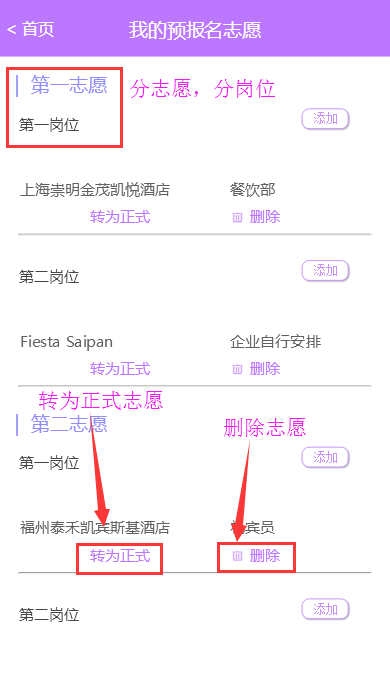 < 首页 我的预报名志愿
第一志愿 分志愿，分岗位
第一岗位 添加
上海崇明金茂凯悦酒店 餐饮部
转为正式 删除
第二岗位 添加
Fiesta Saipan 企业自行安排
转为正式 删除
转为正式志愿
第二志愿 删除志愿
第一岗位 添加
福州泰禾凯宾斯基酒店 宾员
转为正式 删除
第二岗位 添加